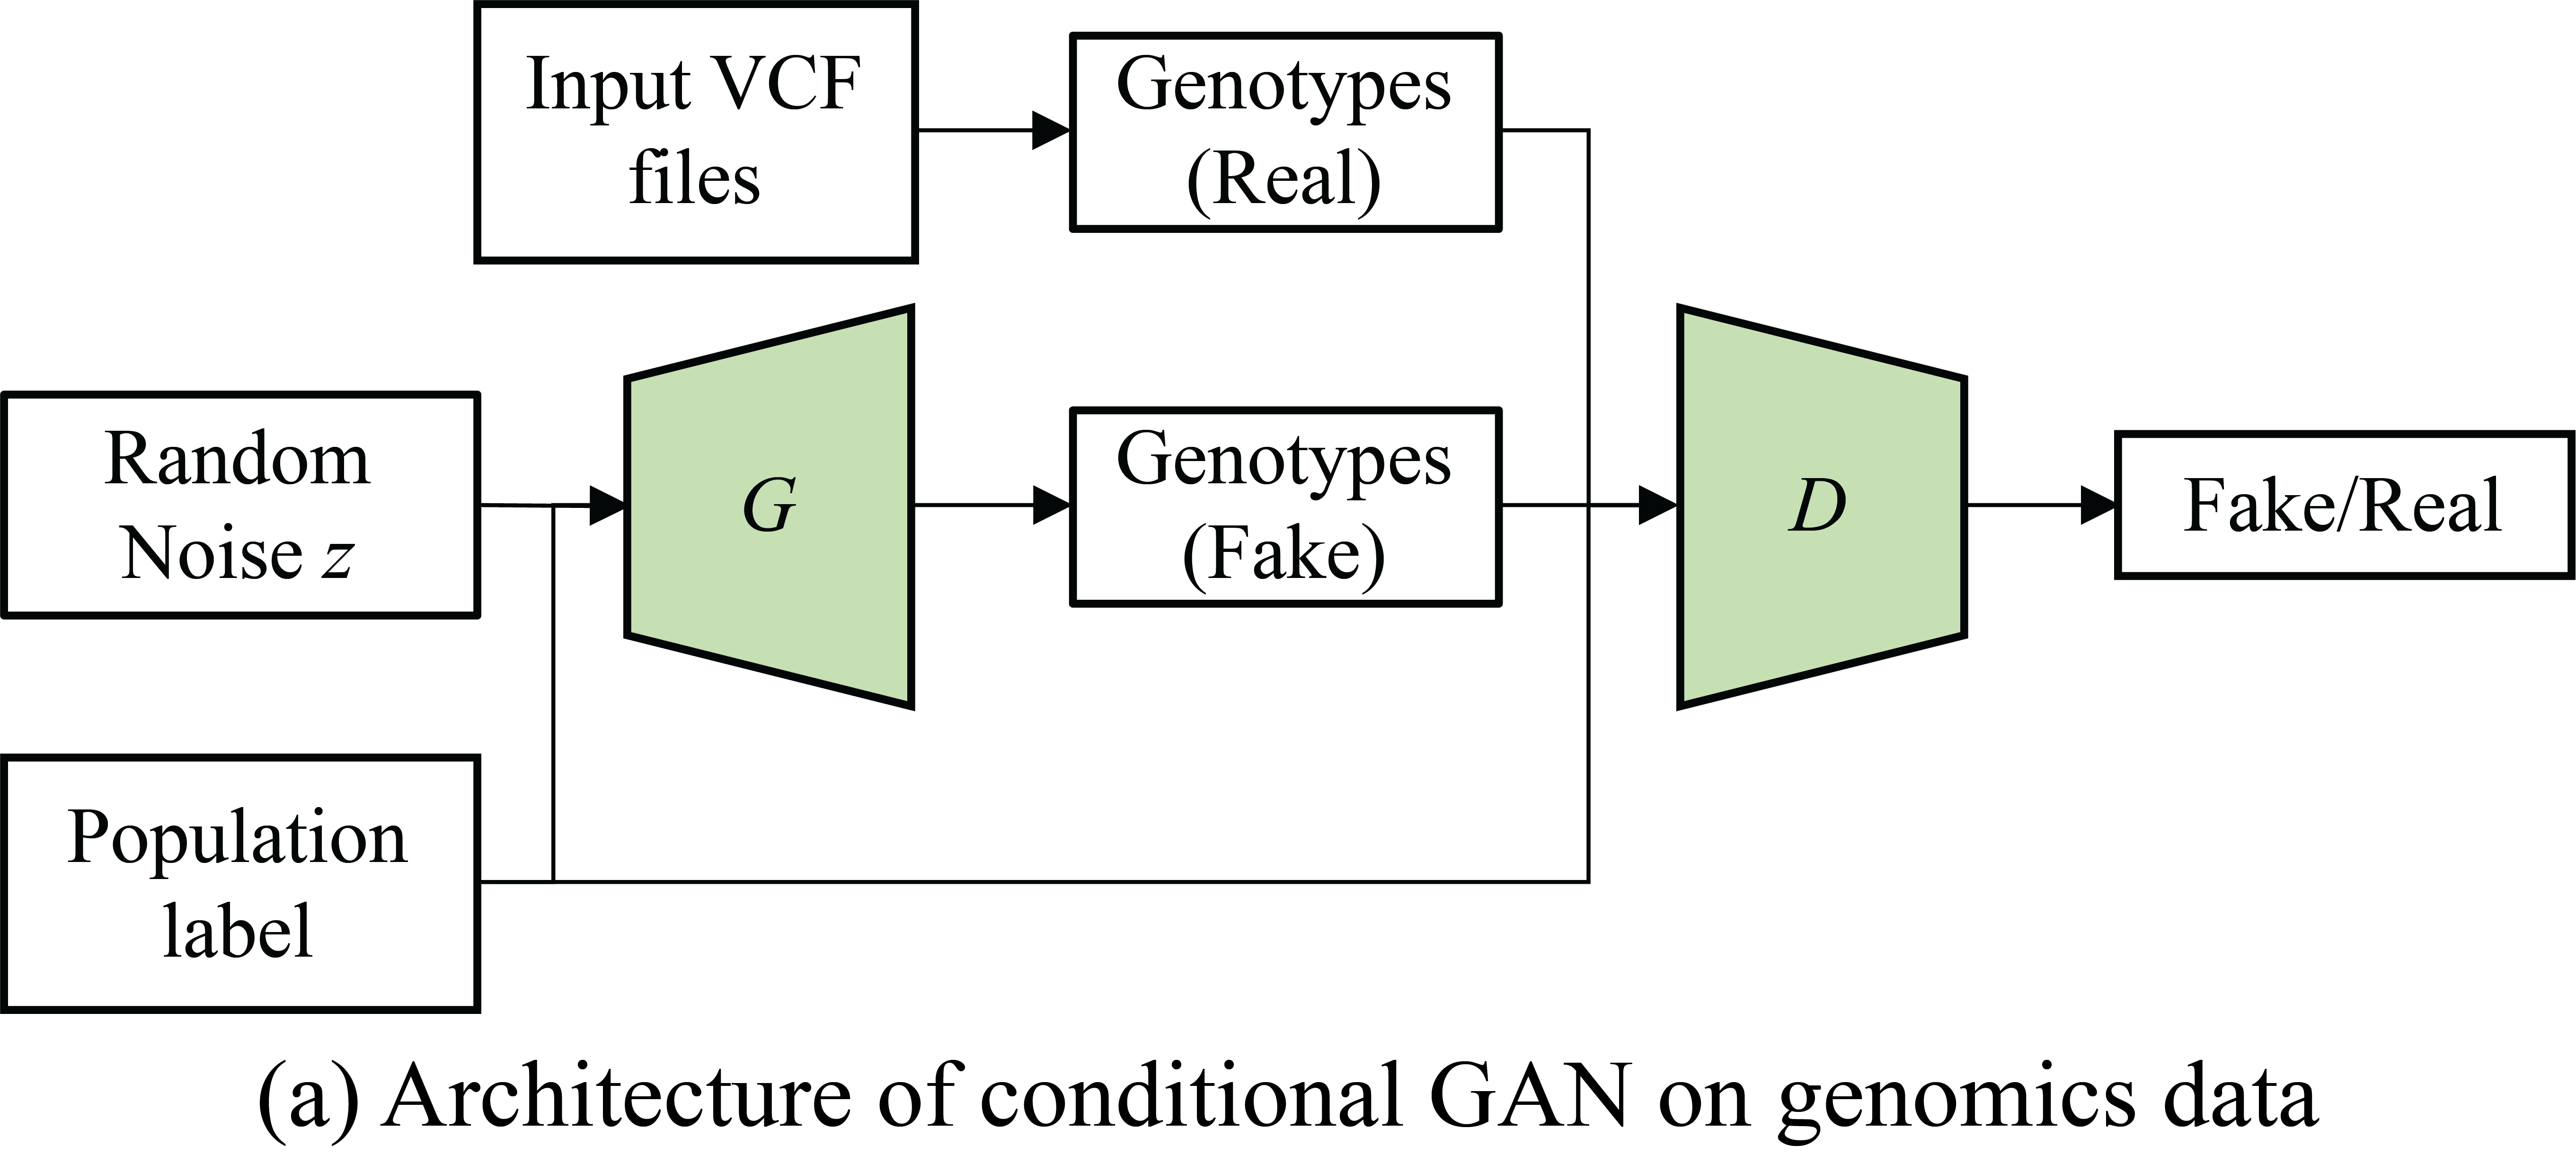 Input VCF
files
Genotypes
(Real)
Random
Noise z
G
Genotypes
(Fake)
D
Fake/Real
Population
label
(a) Architecture of conditional GAN on genomics data